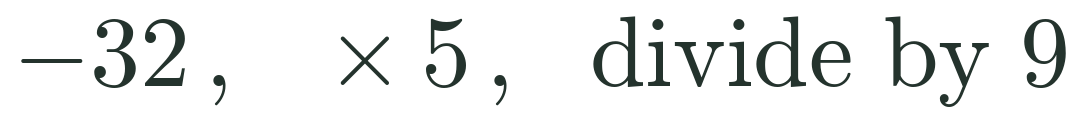 −32 , × 5 , divide by 9